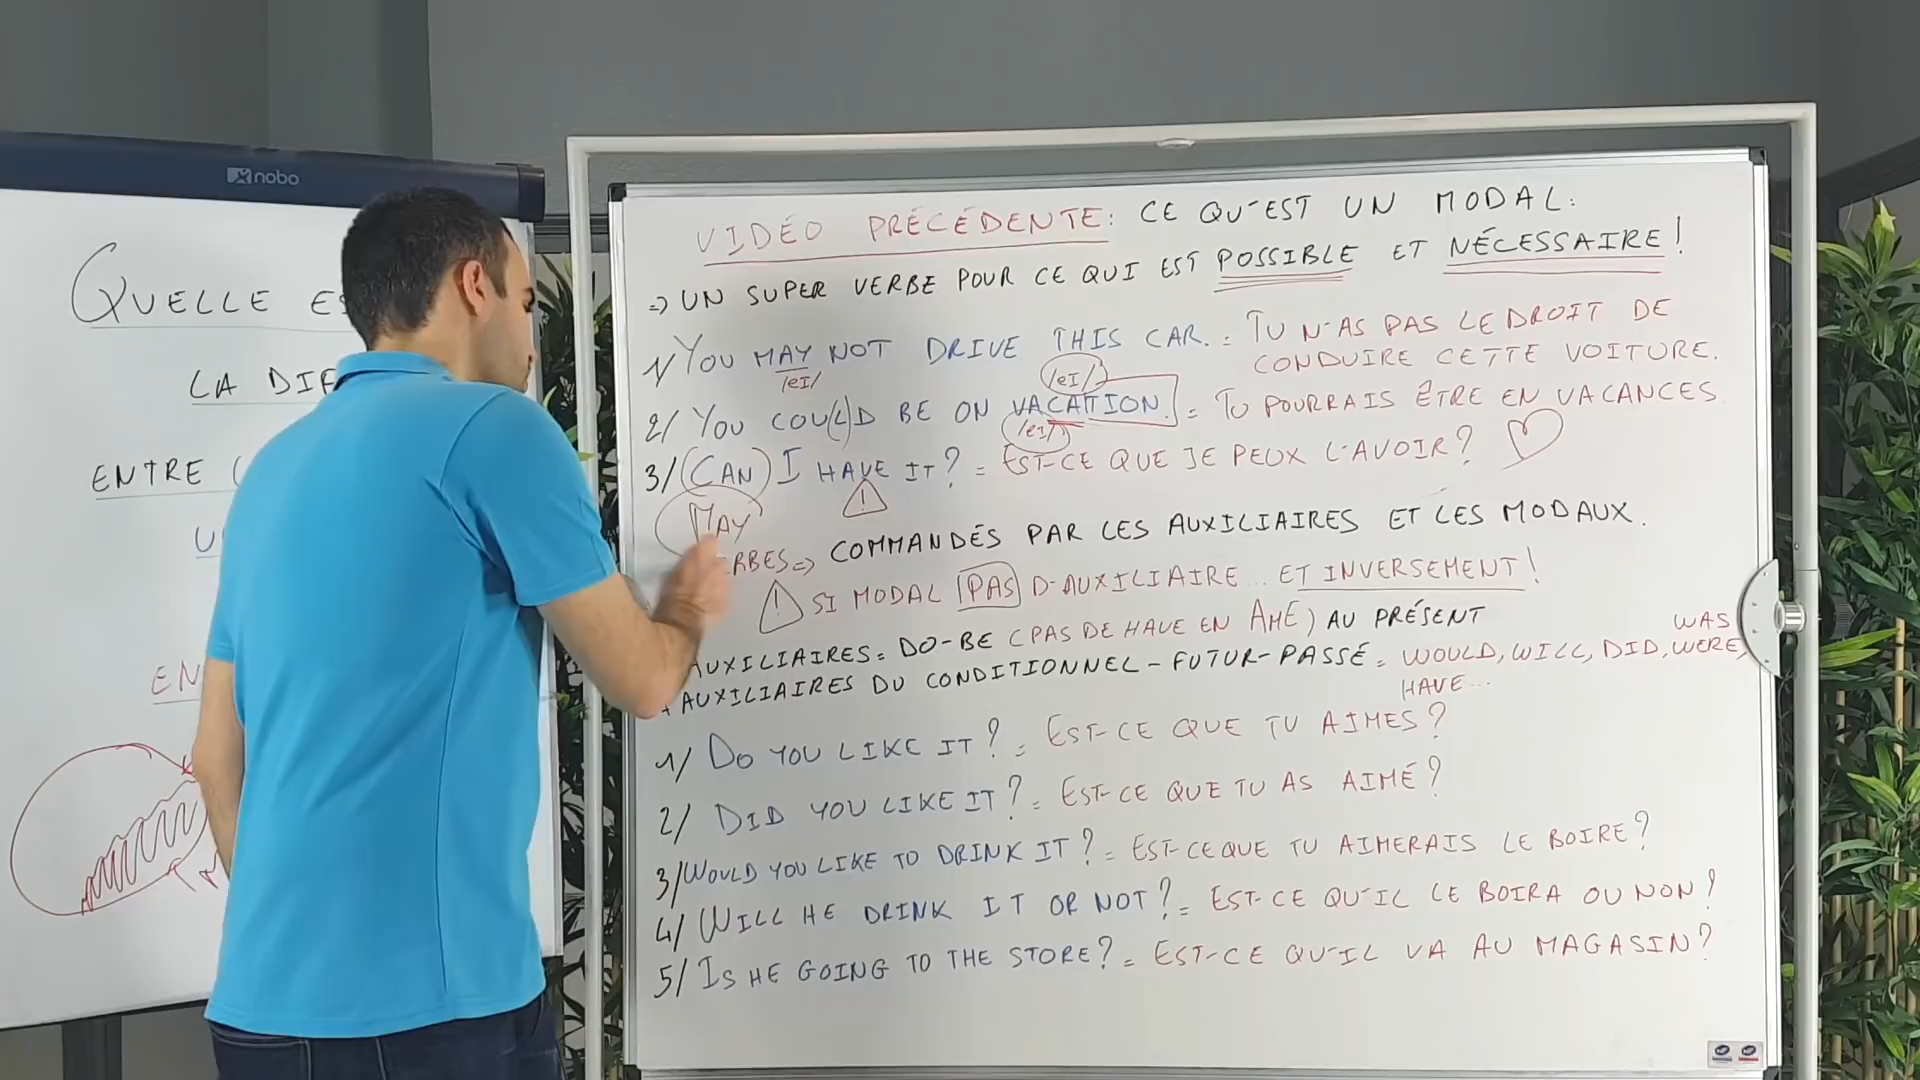 nobo
QUELLE
LA
ENTRE
VIDÉO PRÉCÉDENTE: CE QU'EST UN MODAL:
=> UN SUPER VERBE POUR CE QUI EST POSSIBLE ET NÉCESSAIRE!
1/ YOU MAY NOT DRIVE THIS CAR. = TU N'AS PAS LE DROIT DE
/eI/
CONDUIRE CETTE VOITURE.
/eI/
2/ YOU COU(L)D BE ON VACATION. = TU POURRAIS ÊTRE EN VACANCES.
/eI/
3/ (CAN) I HAVE IT? = EST-CE QUE JE PEUX L'AVOIR?
!
MAY
=> COMMANDÉS PAR LES AUXILIAIRES ET LES MODAUX.
! SI MODAL PAS D'AUXILIAIRE... ET INVERSEMENT!
AUXILIAIRES = DO-BE (PAS DE HAVE EN AME) AU PRÉSENT
WAS
+ AUXILIAIRES DU CONDITIONNEL-FUTUR-PASSÉ = WOULD, WILL, DID, WERE,
HAVE...
1/ DO YOU LIKE IT? = EST-CE QUE TU AIMES?
2/ DID YOU LIKE IT? = EST-CE QUE TU AS AIMÉ?
3/ WOULD YOU LIKE TO DRINK IT? = EST-CE QUE TU AIMERAIS LE BOIRE?
4/ WILL HE DRINK IT OR NOT? = EST-CE QU'IL LE BOIRA OU NON?
5/ IS HE GOING TO THE STORE? = EST-CE QU'IL VA AU MAGASIN?